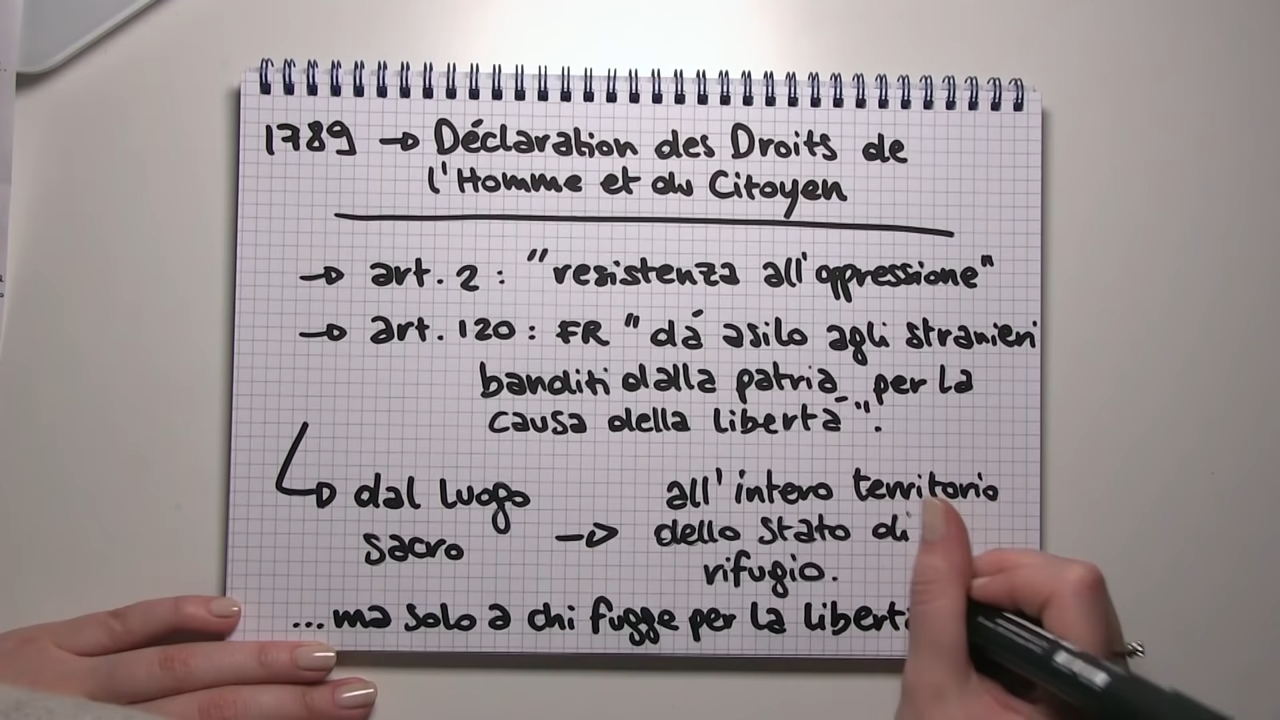 1789 → Déclaration des Droits de
l'Homme et du Citoyen
→ art. 2 : "resistenza all'oppressione"
→ art. 120 : FR "dá asilo agli stranieri
banditi dalla patria per la
causa della libertà".
↳ dal luogo all'intero territorio
sacro → dello Stato di
rifugio.
...ma solo a chi fugge per la